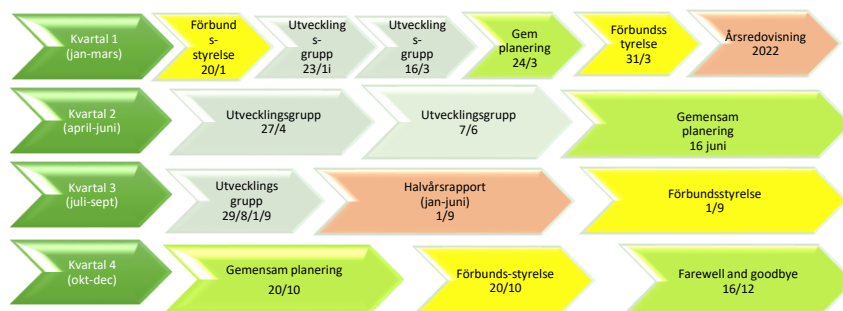 Kvartal 1
(jan-mars)
Förbund
s-
styrelse
20/1
Utveckling
s-
grupp
23/1i
Utvecklin
gs-
grupp
16/3
Gem
planering
24/3
Förbundss
tyrelse
31/3
Årsredovisning
2022
Kvartal 2
(april-juni)
Utvecklingsgrupp
27/4
Utvecklingsgrupp
7/6
Gemensam
planering
16 juni
Kvartal 3
(juli-sept)
Utvecklings
grupp
29/8/1/9
Halvårsrapport
(jan-juni)
1/9
Förbundsstyrelse
1/9
Kvartal 4
(okt-dec)
Gemensam planering
20/10
Förbunds-styrelse
20/10
Farewell and goodbye
16/12